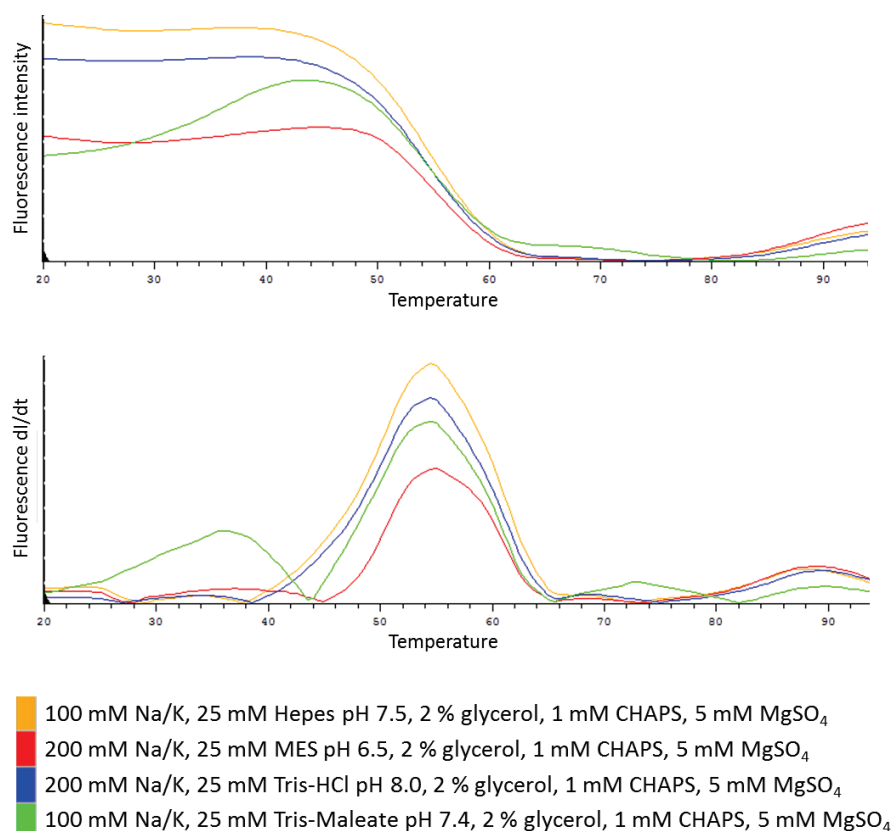 Fluorescence intensity
20 30 40 50 60 70 80 90
Temperature
Fluorescence dI/dt
20 30 40 50 60 70 80 90
Temperature
100 mM Na/K, 25 mM Hepes pH 7.5, 2 % glycerol, 1 mM CHAPS, 5 mM MgSO₄
200 mM Na/K, 25 mM MES pH 6.5, 2 % glycerol, 1 mM CHAPS, 5 mM MgSO₄
200 mM Na/K, 25 mM Tris-HCl pH 8.0, 2 % glycerol, 1 mM CHAPS, 5 mM MgSO₄
100 mM Na/K, 25 mM Tris-Maleate pH 7.4, 2 % glycerol, 1 mM CHAPS, 5 mM MgSO₄